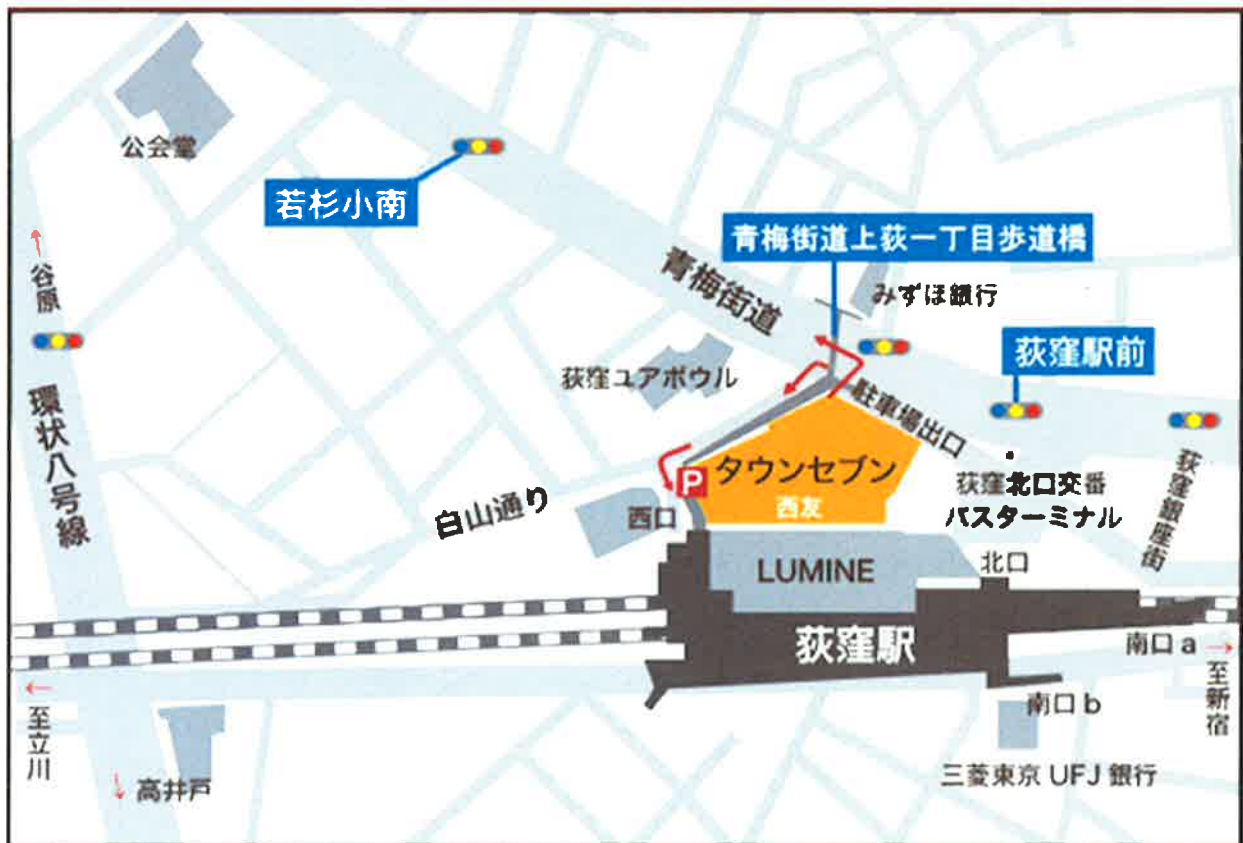 公会堂
若杉小南
青梅街道上荻一丁目歩道橋
谷原
青梅街道
みずほ銀行
荻窪駅前
荻窪ユアボウル
環状八号線
駐車場出口
P
タウンセブン
西友
荻窪北口交番
バスターミナル
荻窪銀座街
白山通り
西口
LUMINE
北口
荻窪駅
南口 a
至新宿
南口 b
至立川
高井戸
三菱東京 UFJ 銀行